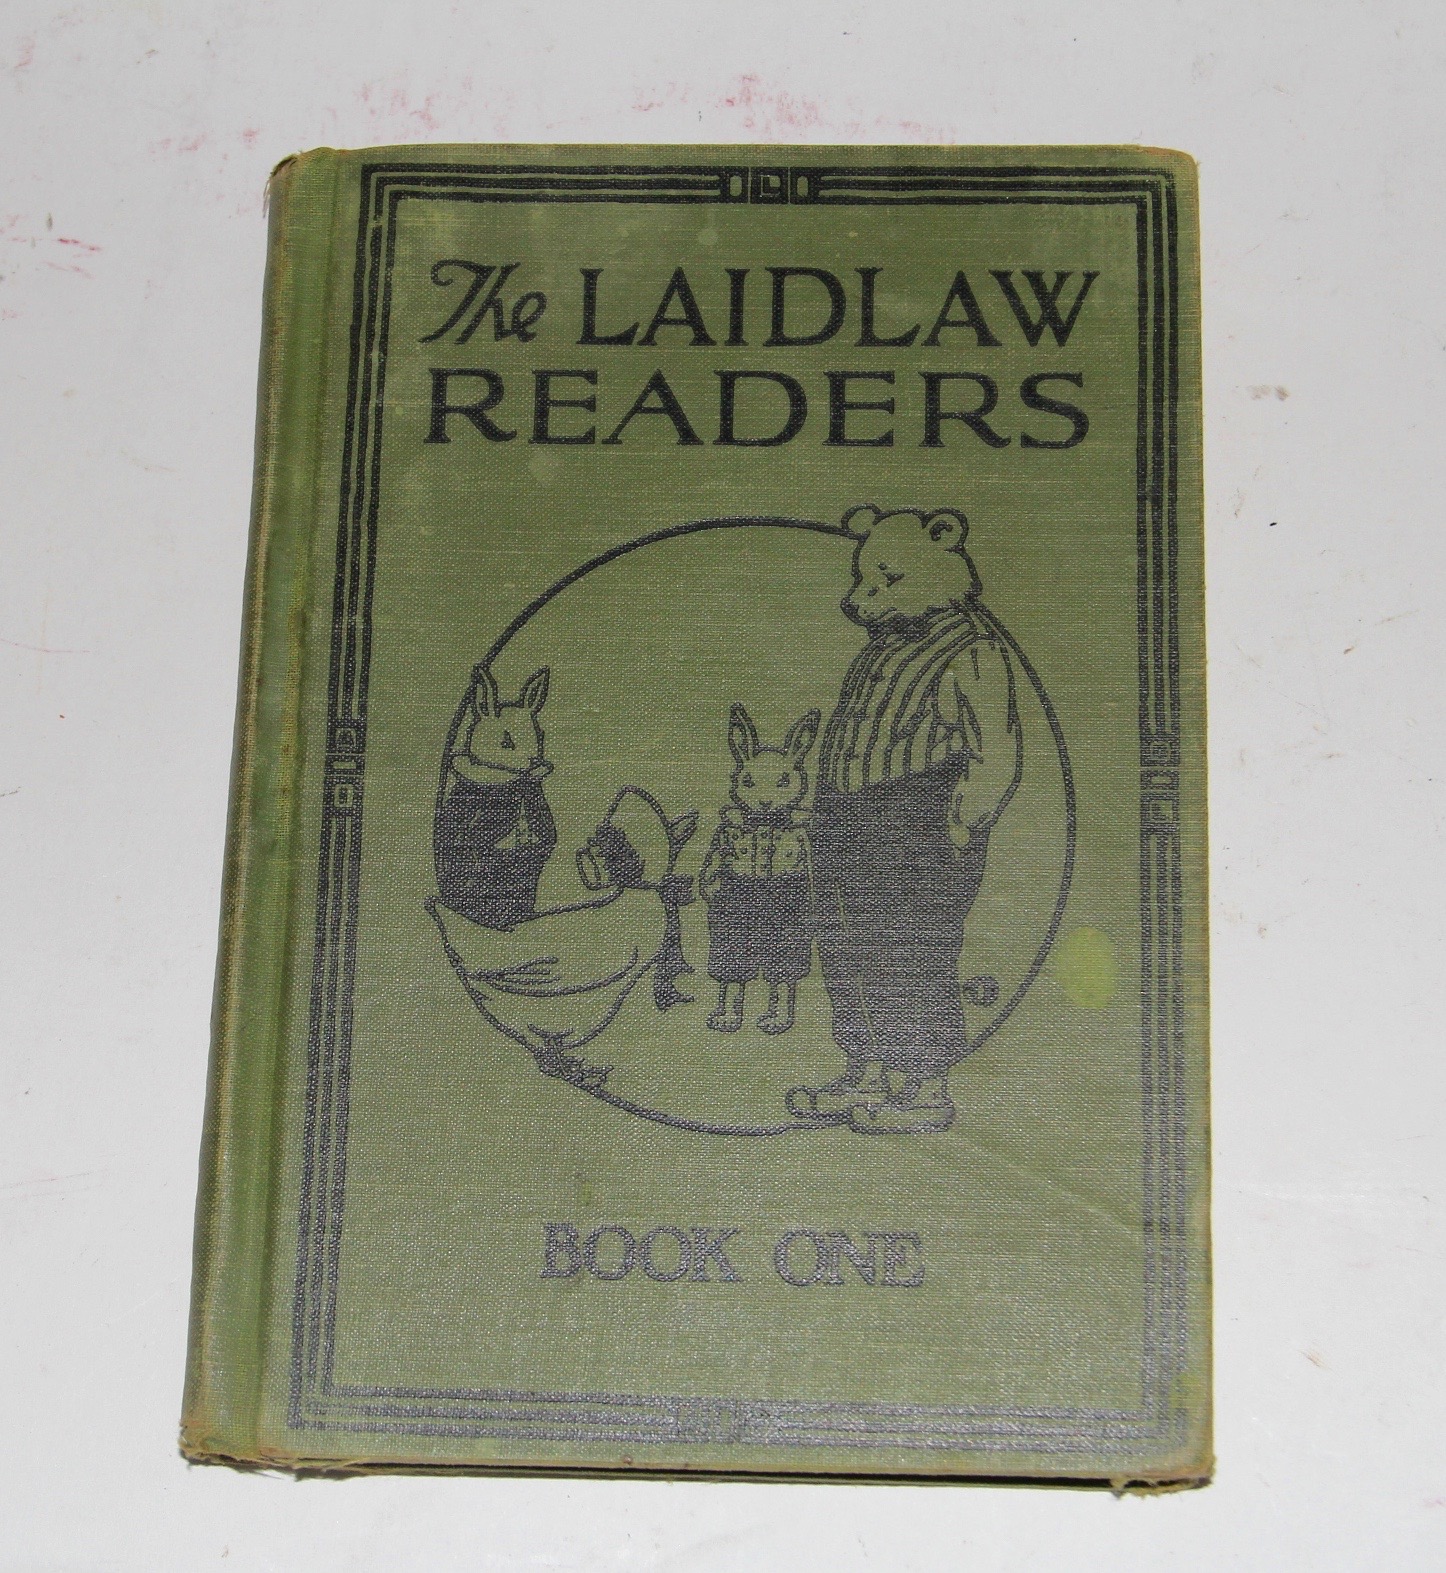 The LAIDLAW
READERS
BOOK ONE